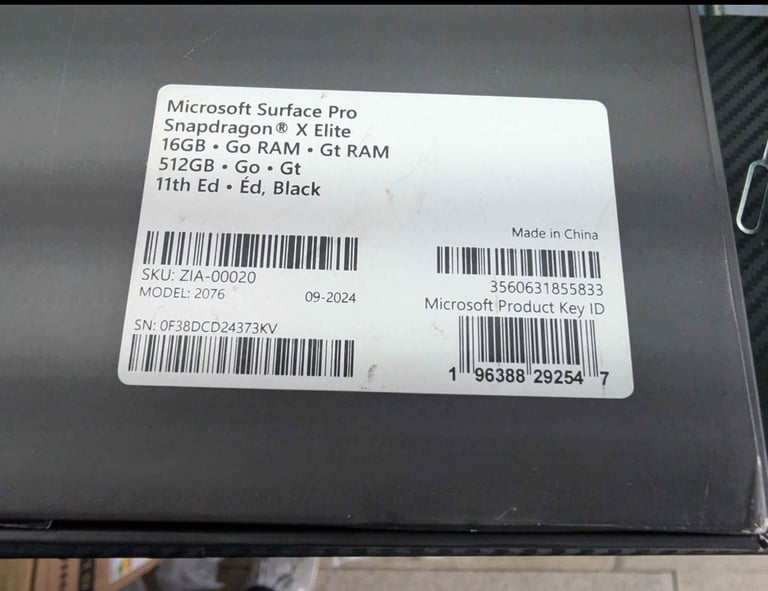 Microsoft Surface Pro
Snapdragon® X Elite
16GB • Go RAM • Gt RAM
512GB • Go • Gt
11th Ed • Éd, Black
Made in China
SKU: ZIA-00020
MODEL: 2076 09-2024
3560631855833
Microsoft Product Key ID
SN: 0F38DCD24373KV
1 96388 29254 7